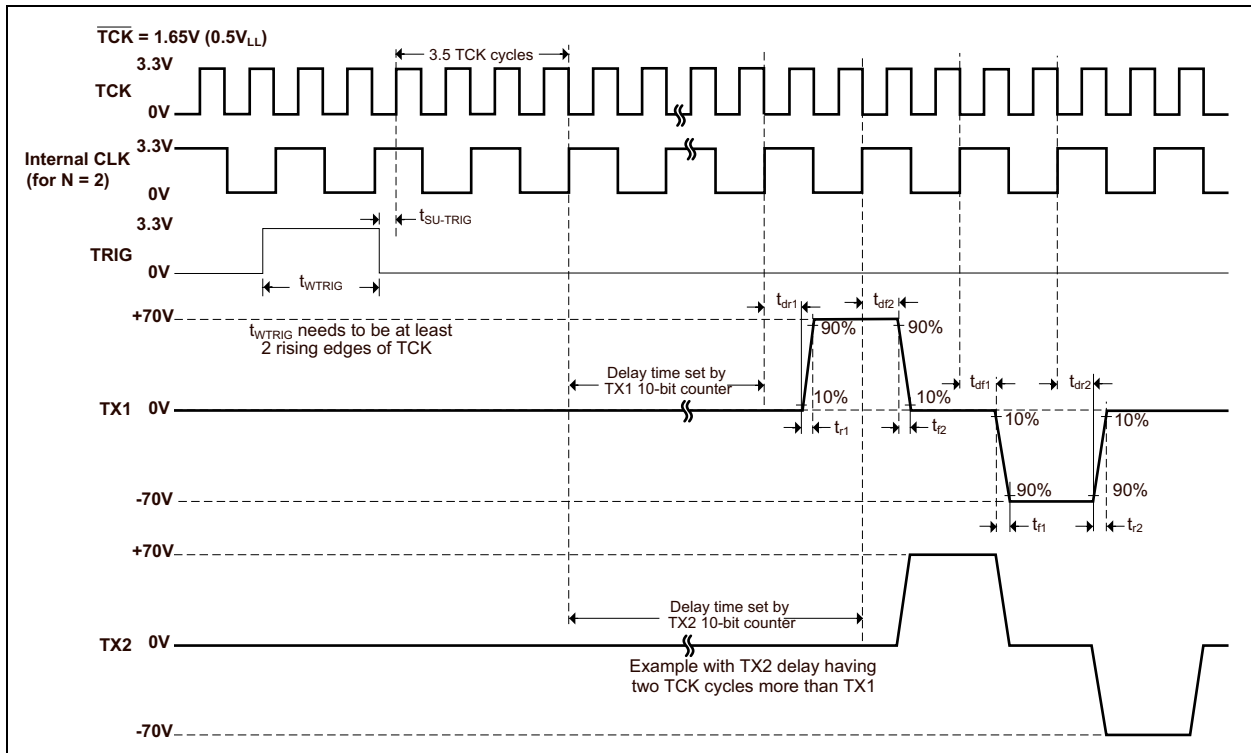 TCK = 1.65V (0.5VLL)
3.5 TCK cycles
3.3V
TCK
0V
3.3V
Internal CLK
(for N = 2)
0V
tSU-TRIG
3.3V
TRIG
0V
tWTRIG
tdr1
tdf2
+70V
90%
90%
tWTRIG needs to be at least
2 rising edges of TCK
Delay time set by
TX1 10-bit counter
tdf1
tdr2
TX1
0V
10%
10%
10%
10%
tr1
tf2
-70V
90%
90%
tf1
tr2
+70V
Delay time set by
TX2 10-bit counter
TX2
0V
Example with TX2 delay having
two TCK cycles more than TX1
-70V